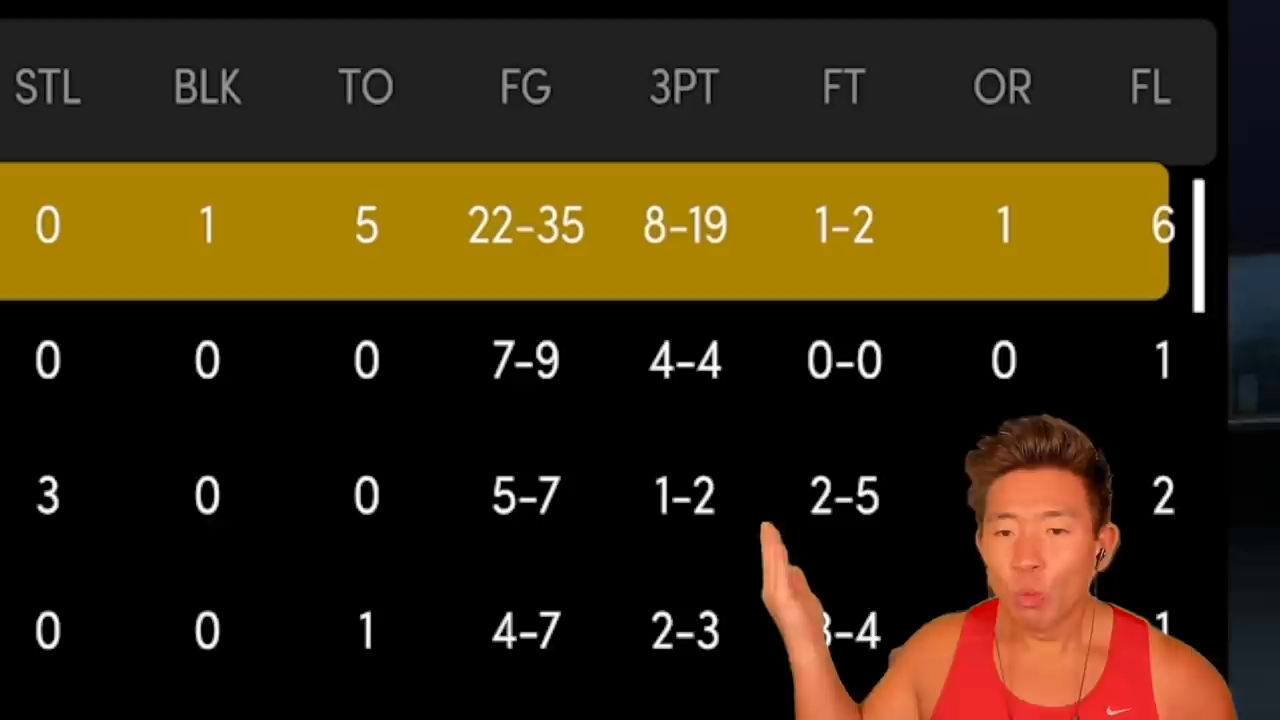 STL BLK TO FG 3PT FT OR FL
0 1 5 22-35 8-19 1-2 1 6
0 0 0 7-9 4-4 0-0 0 1
3 0 0 5-7 1-2 2-5 2
0 0 1 4-7 2-3 3-4 1